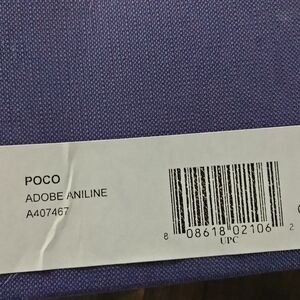 POCO
ADOBE ANILINE
A407467
8 08618 02106 2
UPC